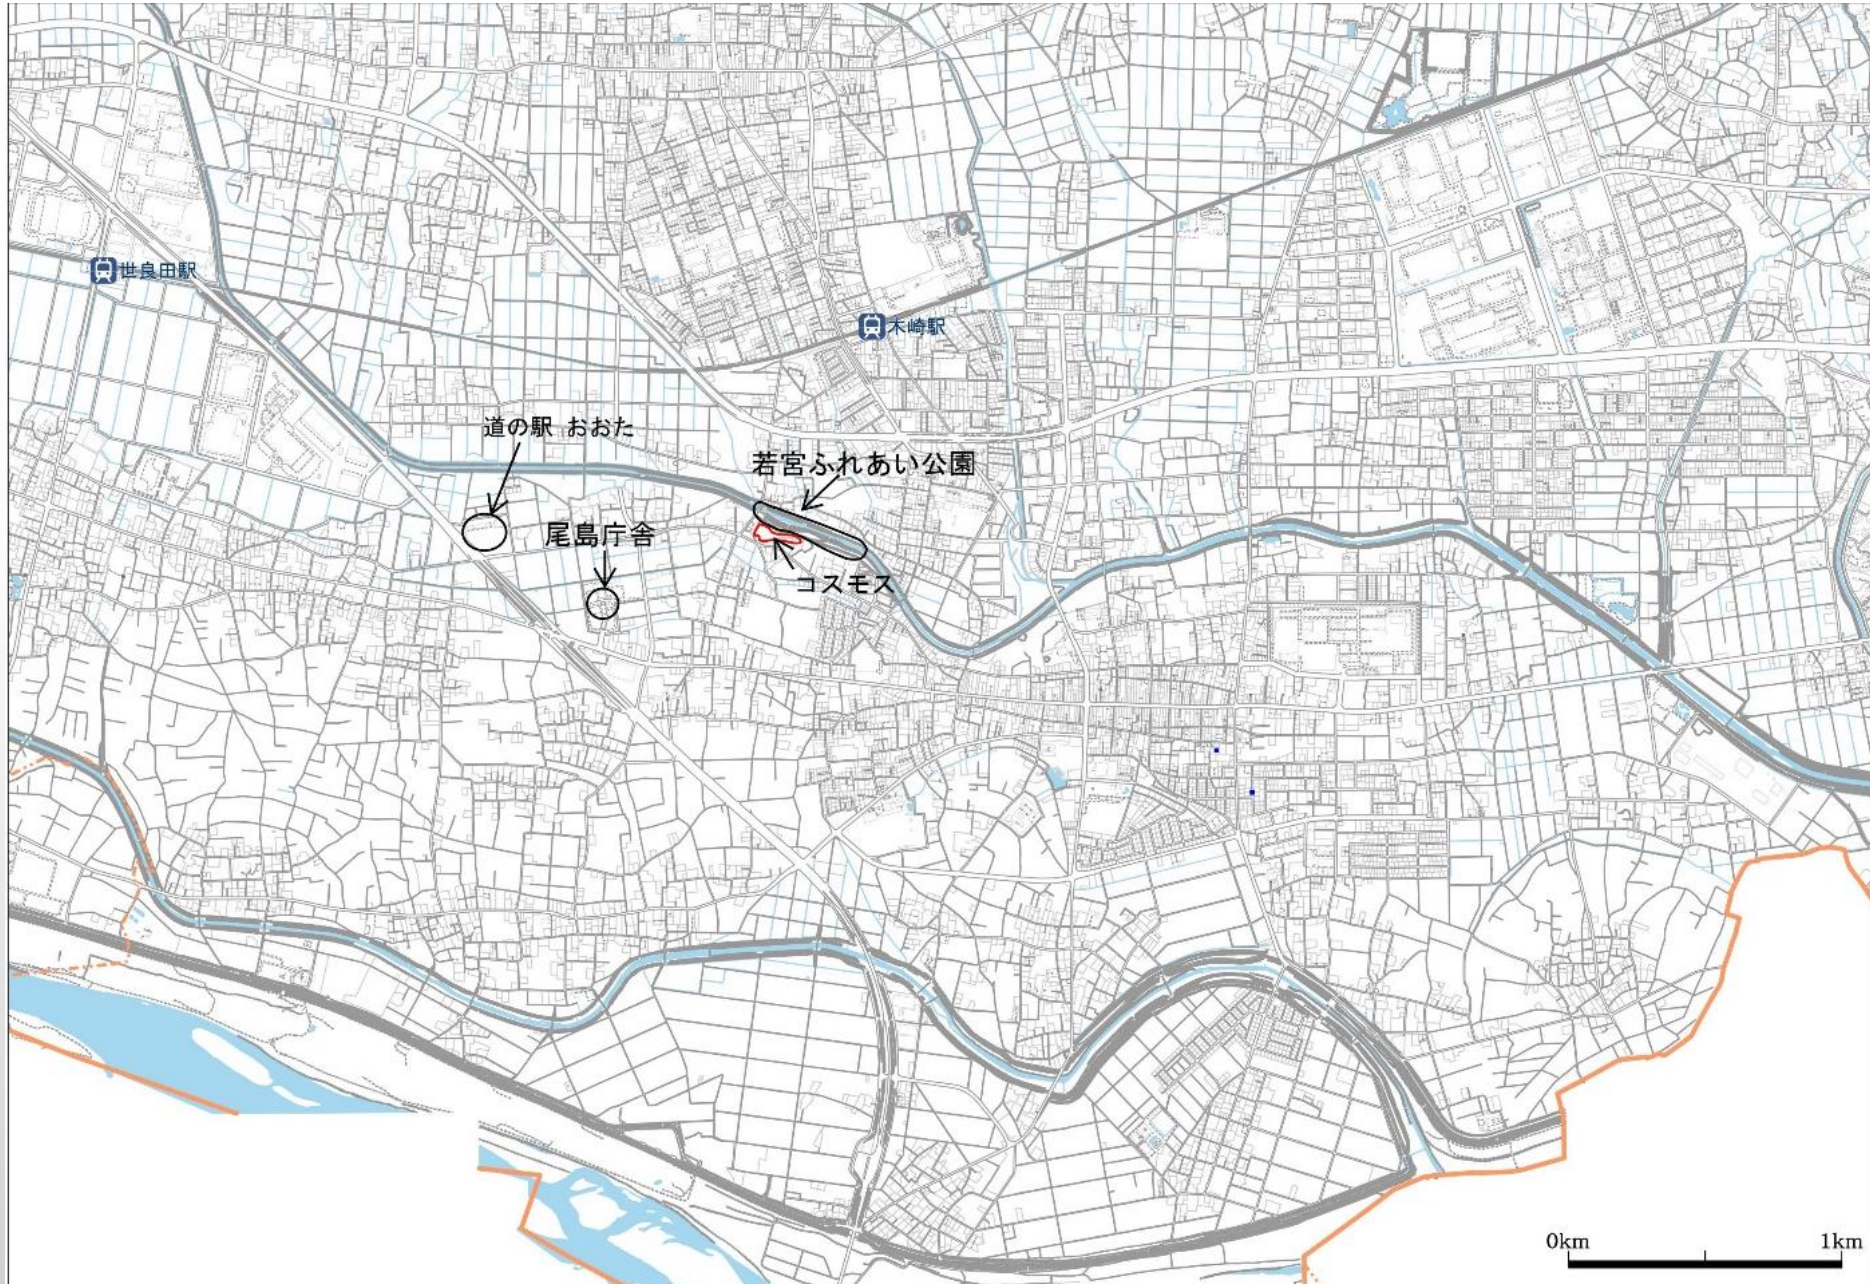 世良田駅
木崎駅
道の駅 おおた
若宮ふれあい公園
尾島庁舎
コスモス
0km 1km